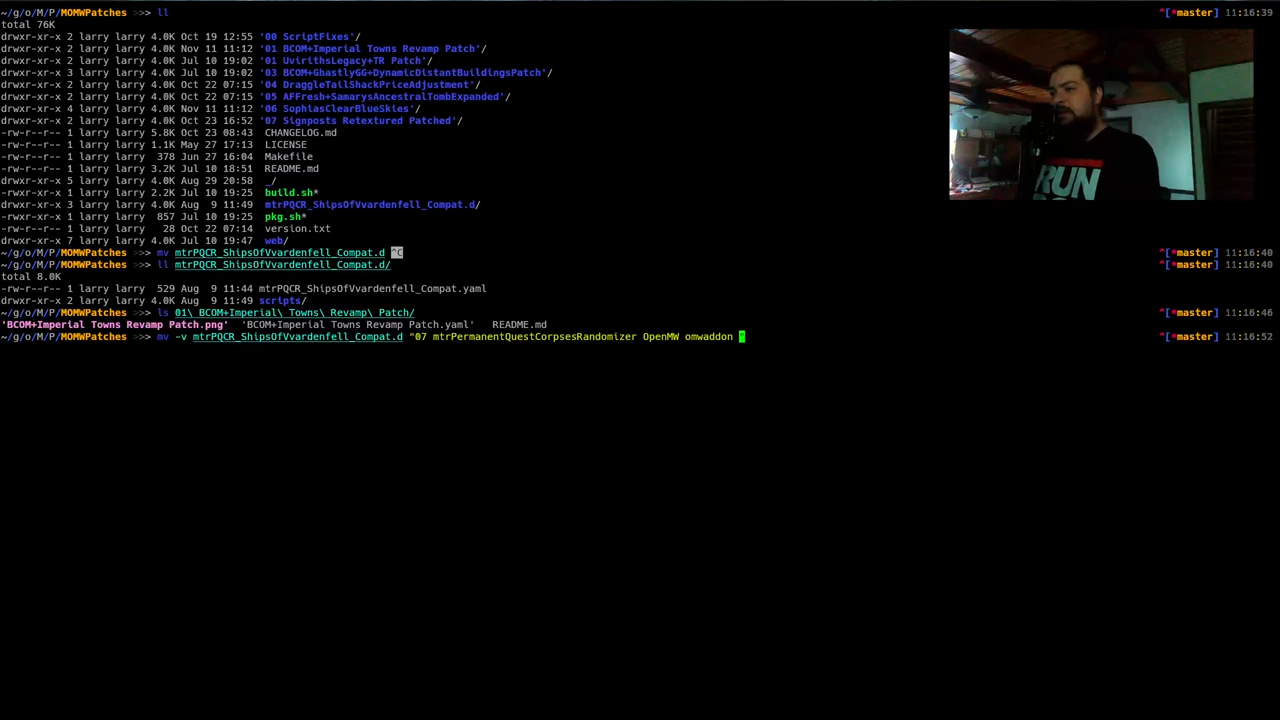 ~/g/o/M/P/MOMWPatches >>> ll ^[*master] 11:16:39
total 76K
drwxr-xr-x 2 larry larry 4.0K Oct 19 12:55 '00 ScriptFixes'/
drwxr-xr-x 2 larry larry 4.0K Nov 11 11:12 '01 BCOM+Imperial Towns Revamp Patch'/
drwxr-xr-x 2 larry larry 4.0K Jul 10 19:02 '01 UvirithsLegacy+TR Patch'/
drwxr-xr-x 3 larry larry 4.0K Jul 10 19:02 '03 BCOM+GhastlyGG+DynamicDistantBuildingsPatch'/
drwxr-xr-x 2 larry larry 4.0K Oct 22 07:15 '04 DraggleTailShackPriceAdjustment'/
drwxr-xr-x 2 larry larry 4.0K Oct 22 07:15 '05 AFFresh+SamarysAncestralTombExpanded'/
drwxr-xr-x 4 larry larry 4.0K Nov 11 11:12 '06 SophiasClearBlueSkies'/
drwxr-xr-x 2 larry larry 4.0K Oct 23 16:52 '07 Signposts Retextured Patched'/
-rw-r--r-- 1 larry larry 5.8K Oct 23 08:43 CHANGELOG.md
-rw-r--r-- 1 larry larry 1.1K May 27 17:13 LICENSE
-rw-r--r-- 1 larry larry 378 Jun 27 16:04 Makefile
-rw-r--r-- 1 larry larry 3.2K Jul 10 18:51 README.md
drwxr-xr-x 5 larry larry 4.0K Aug 29 20:58 _/
-rwxr-xr-x 1 larry larry 2.2K Jul 10 19:25 build.sh*
drwxr-xr-x 3 larry larry 4.0K Aug 9 11:49 mtrPQCR_ShipsOfVvardenfell_Compat.d/
-rwxr-xr-x 1 larry larry 857 Jul 10 19:25 pkg.sh*
-rw-r--r-- 1 larry larry 28 Oct 22 07:14 version.txt
drwxr-xr-x 7 larry larry 4.0K Jul 10 19:47 web/
~/g/o/M/P/MOMWPatches >>> mv mtrPQCR_ShipsOfVvardenfell_Compat.d ^C ^[*master] 11:16:40
~/g/o/M/P/MOMWPatches >>> ll mtrPQCR_ShipsOfVvardenfell_Compat.d/ ^[*master] 11:16:40
total 8.0K
-rw-r--r-- 1 larry larry 529 Aug 9 11:44 mtrPQCR_ShipsOfVvardenfell_Compat.yaml
drwxr-xr-x 3 larry larry 4.0K Aug 9 11:49 scripts/
~/g/o/M/P/MOMWPatches >>> ls 01\ BCOM+Imperial\ Towns\ Revamp\ Patch/ ^[*master] 11:16:46
'BCOM+Imperial Towns Revamp Patch.png' 'BCOM+Imperial Towns Revamp Patch.yaml' README.md
~/g/o/M/P/MOMWPatches >>> mv -v mtrPQCR_ShipsOfVvardenfell_Compat.d "07 mtrPermanentQuestCorpsesRandomizer OpenMW omwaddon " ^[*master] 11:16:52
RUN